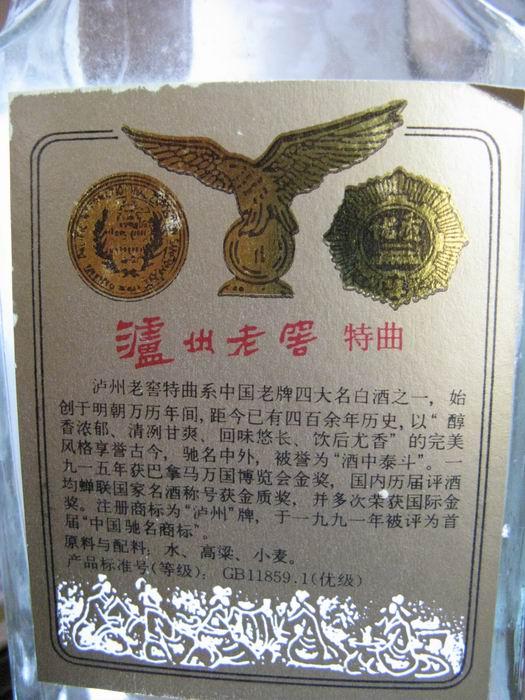 瀘州老窖 特曲
泸州老窖特曲系中国老牌四大名白酒之一，始
创于明朝万历年间，距今已有四百余年历史，以“醇
香浓郁、清洌甘爽、回味悠长、饮后尤香”的完美
风格享誉古今，驰名中外，被誉为“酒中泰斗”。一
九一五年获巴拿马万国博览会金奖，国内历届评酒
均蝉联国家名酒称号获金质奖，并多次荣获国际金
奖。注册商标为“泸州”牌，于一九九一年被评为首
届“中国驰名商标”。
原料与配料：水、高粱、小麦。
产品标准号(等级)：GB11859.1(优级)